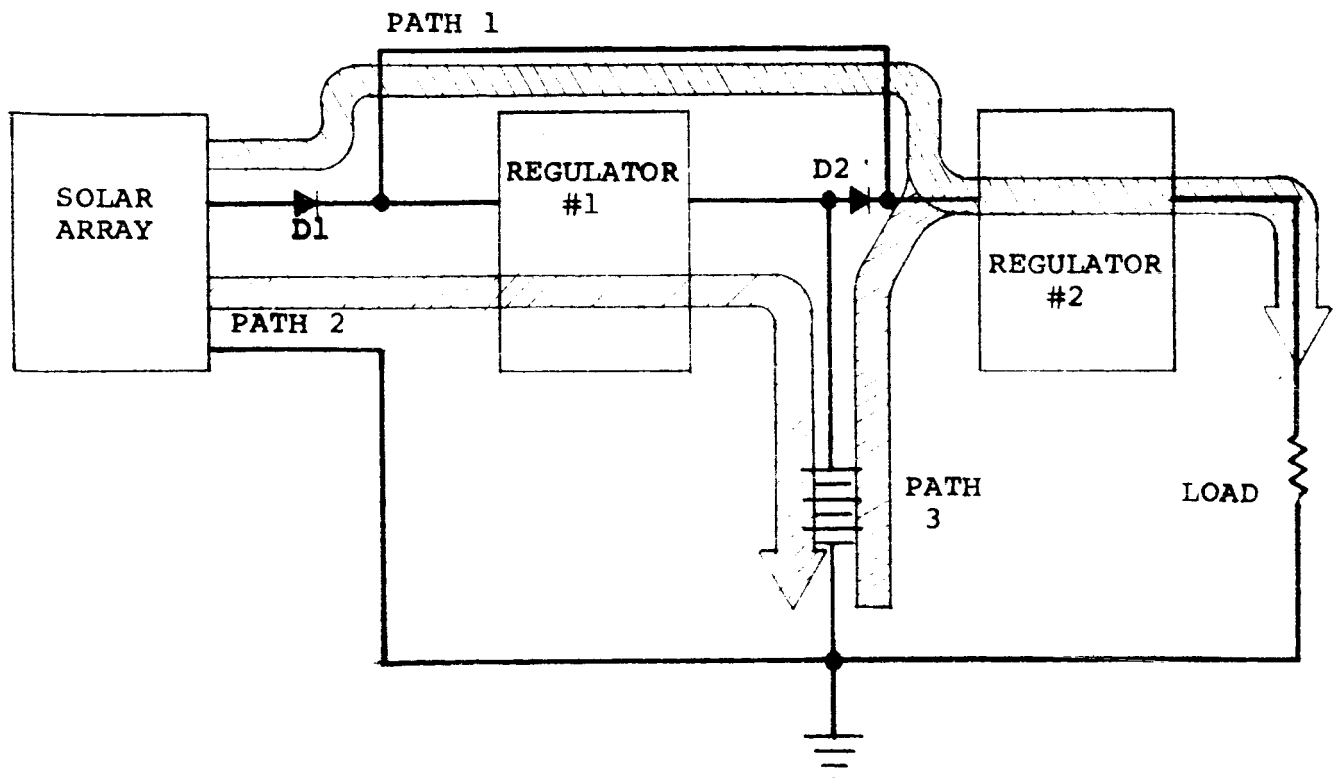 PATH 1
SOLAR
ARRAY
D1
REGULATOR
#1
D2
REGULATOR
#2
PATH 2
PATH
3
LOAD